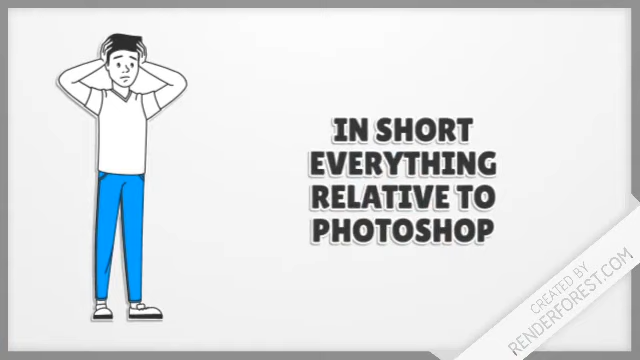 IN SHORT
EVERYTHING
RELATIVE TO
PHOTOSHOP
CREATED BY
RENDERFOREST.COM